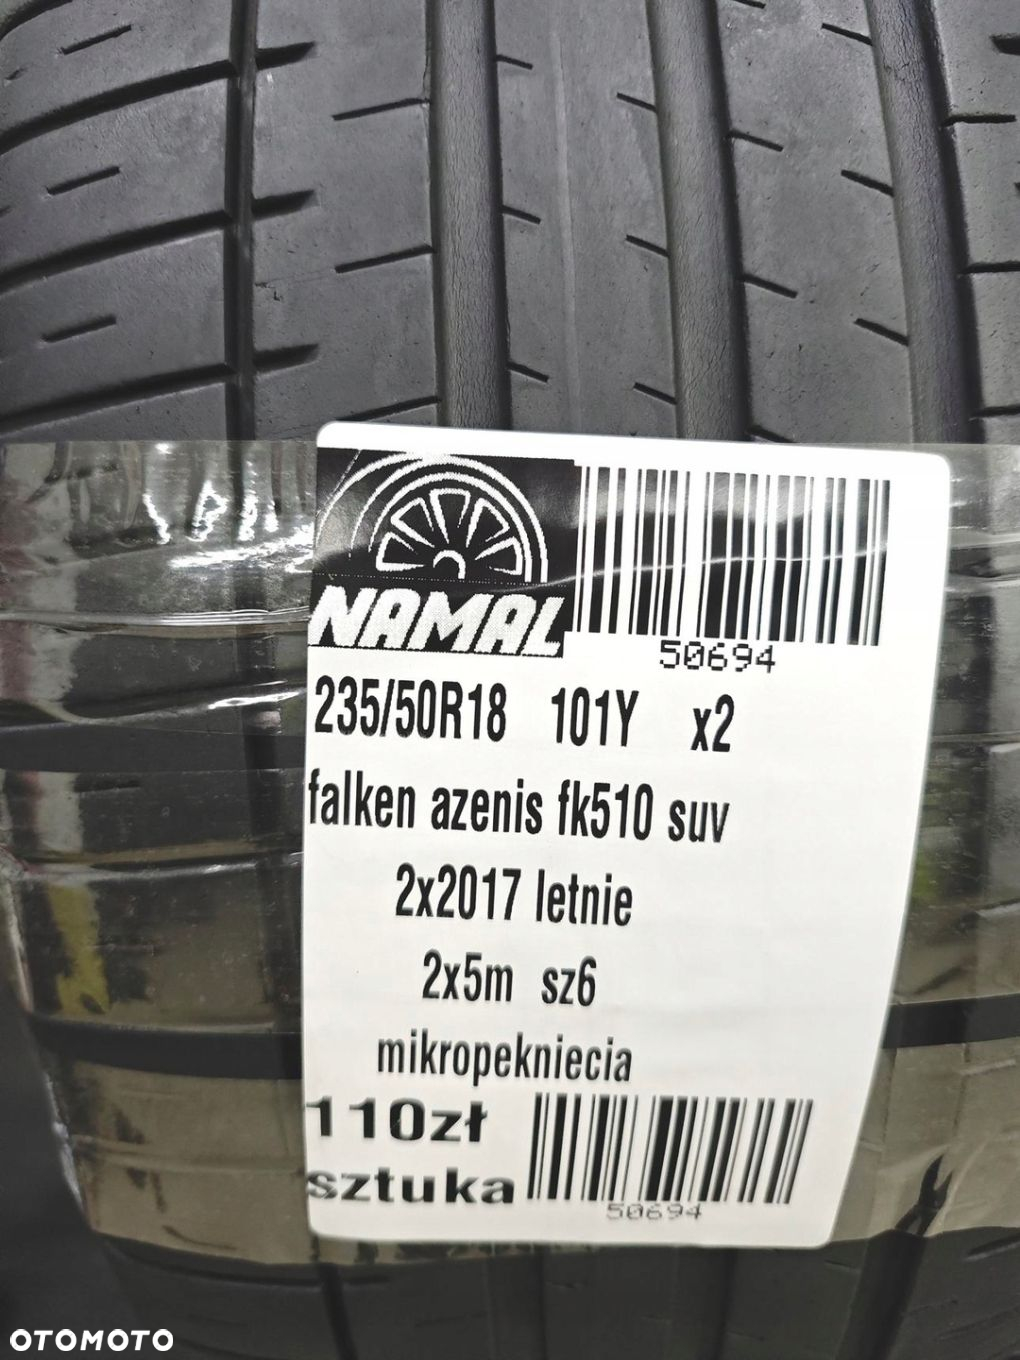 NAMAL
50694
235/50R18 101Y x2
falken azenis fk510 suv
2x2017 letnie
2x5m sz6
mikropekniecia
110zł
sztuka
50694
OTOMOTO